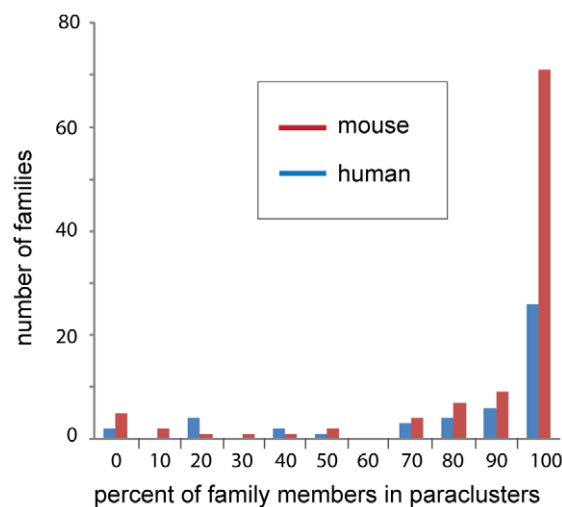 80
60
40
20
0
number of families
mouse
human
0 10 20 30 40 50 60 70 80 90 100
percent of family members in paraclusters